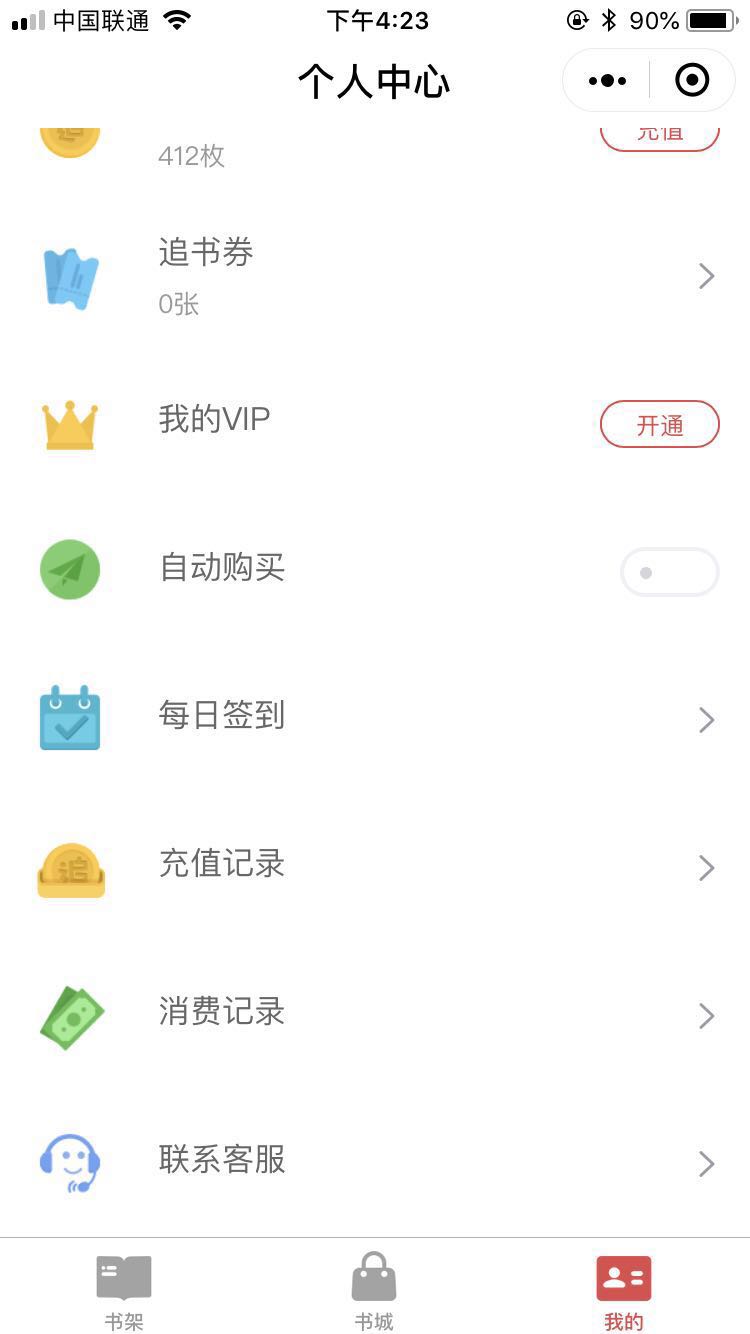 中国联通
下午4:23
90%
个人中心
412枚
充值
追书券
0张
我的VIP
开通
自动购买
每日签到
充值记录
追
消费记录
联系客服
书架
书城
我的